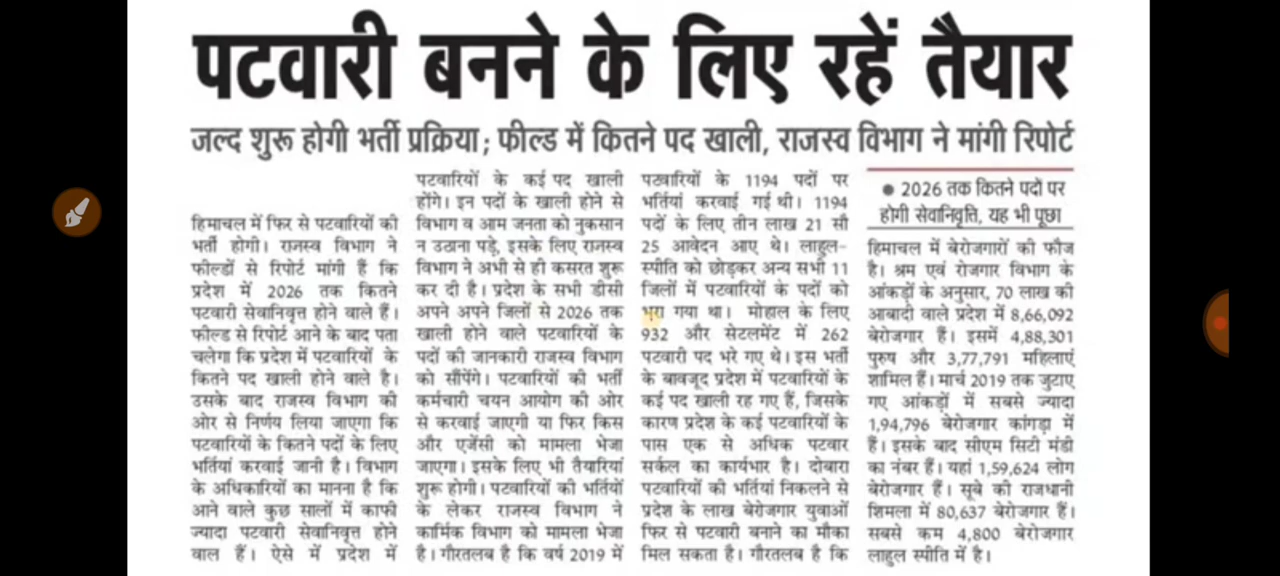 पटवारी बनने के लिए रहें तैयार
जल्द शुरू होगी भर्ती प्रक्रिया; फील्ड में कितने पद खाली, राजस्व विभाग ने मांगी रिपोर्ट
हिमाचल में फिर से पटवारियों की
भर्ती होगी। राजस्व विभाग ने
फील्डों से रिपोर्ट मांगी हैं कि
प्रदेश में 2026 तक कितने
पटवारी सेवानिवृत्त होने वाले हैं।
फील्ड से रिपोर्ट आने के बाद पता
चलेगा कि प्रदेश में पटवारियों के
कितने पद खाली होने वाले है।
उसके बाद राजस्व विभाग की
ओर से निर्णय लिया जाएगा कि
पटवारियों के कितने पदों के लिए
भर्तियां करवाई जानी है। विभाग
के अधिकारियों का मानना है कि
आने वाले कुछ सालों में काफी
ज्यादा पटवारी सेवानिवृत्त होने
वाल हैं। ऐसे में प्रदेश में
पटवारियों के कई पद खाली
होंगे। इन पदों के खाली होने से
विभाग व आम जनता को नुकसान
न उठाना पड़े, इसके लिए राजस्व
विभाग ने अभी से ही कसरत शुरू
कर दी है। प्रदेश के सभी डीसी
अपने अपने जिलों से 2026 तक
खाली होने वाले पटवारियों के
पदों की जानकारी राजस्व विभाग
को सौंपेंगे। पटवारियों की भर्ती
कर्मचारी चयन आयोग की ओर
से करवाई जाएगी या फिर किस
और एजेंसी को मामला भेजा
जाएगा। इसके लिए भी तैयारियां
शुरू होगी। पटवारियों की भर्तियों
के लेकर राजस्व विभाग ने
कार्मिक विभाग को मामला भेजा
है। गौरतलब है कि वर्ष 2019 में
पटवारियों के 1194 पदों पर
भर्तियां करवाई गई थी। 1194
पदों के लिए तीन लाख 21 सौ
25 आवेदन आए थे। लाहुल-
स्पीति को छोड़कर अन्य सभी 11
जिलों में पटवारियों के पदों को
भरा गया था। मोहाल के लिए
932 और सेटलमेंट में 262
पटवारी पद भरे गए थे। इस भर्ती
के बावजूद प्रदेश में पटवारियों के
कई पद खाली रह गए हैं, जिसके
कारण प्रदेश के कई पटवारियों के
पास एक से अधिक पटवार
सर्कल का कार्यभार है। दोबारा
पटवारियों की भर्तियां निकलने से
प्रदेश के लाख बेरोजगार युवाओं
फिर से पटवारी बनाने का मौका
मिल सकता है। गौरतलब है कि
● 2026 तक कितने पदों पर
होगी सेवानिवृत्ति, यह भी पूछा
हिमाचल में बेरोजगारों की फौज
है। श्रम एवं रोजगार विभाग के
आंकड़ों के अनुसार, 70 लाख की
आबादी वाले प्रदेश में 8,66,092
बेरोजगार हैं। इसमें 4,88,301
पुरुष और 3,77,791 महिलाएं
शामिल हैं। मार्च 2019 तक जुटाए
गए आंकड़ों में सबसे ज्यादा
1,94,796 बेरोजगार कांगड़ा में
हैं। इसके बाद सीएम सिटी मंडी
का नंबर हैं। यहां 1,59,624 लोग
बेरोजगार हैं। सूबे की राजधानी
शिमला में 80,637 बेरोजगार हैं।
सबसे कम 4,800 बेरोजगार
लाहुल स्पीति में है।